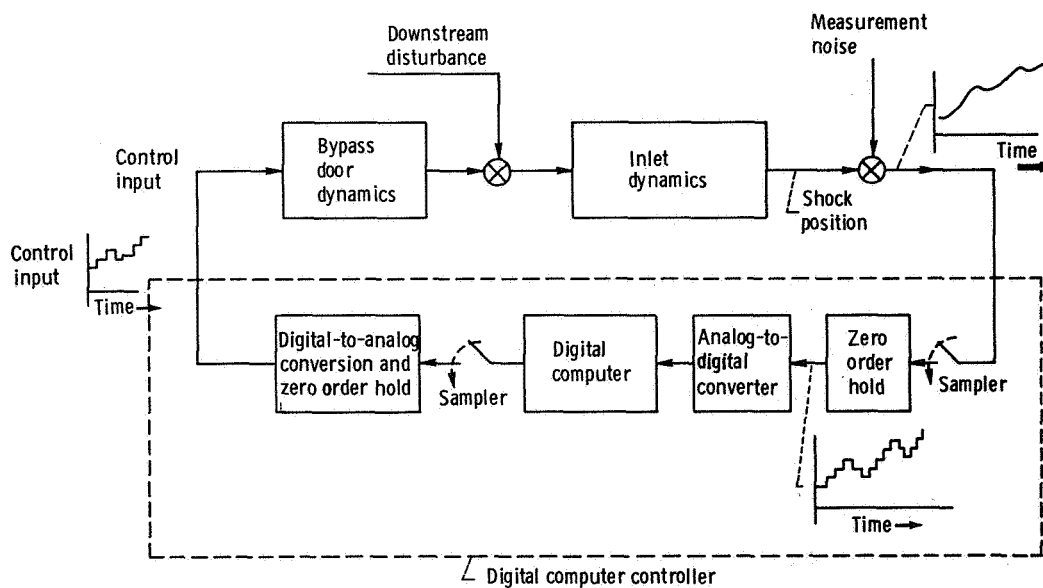 Downstream
disturbance
Measurement
noise
Time
Control
input
Bypass
door
dynamics
Inlet
dynamics
Shock
position
Control
input
Time
Digital-to-analog
conversion and
zero order hold
Sampler
Digital
computer
Analog-to-
digital
converter
Zero
order
hold
Sampler
Time
Digital computer controller